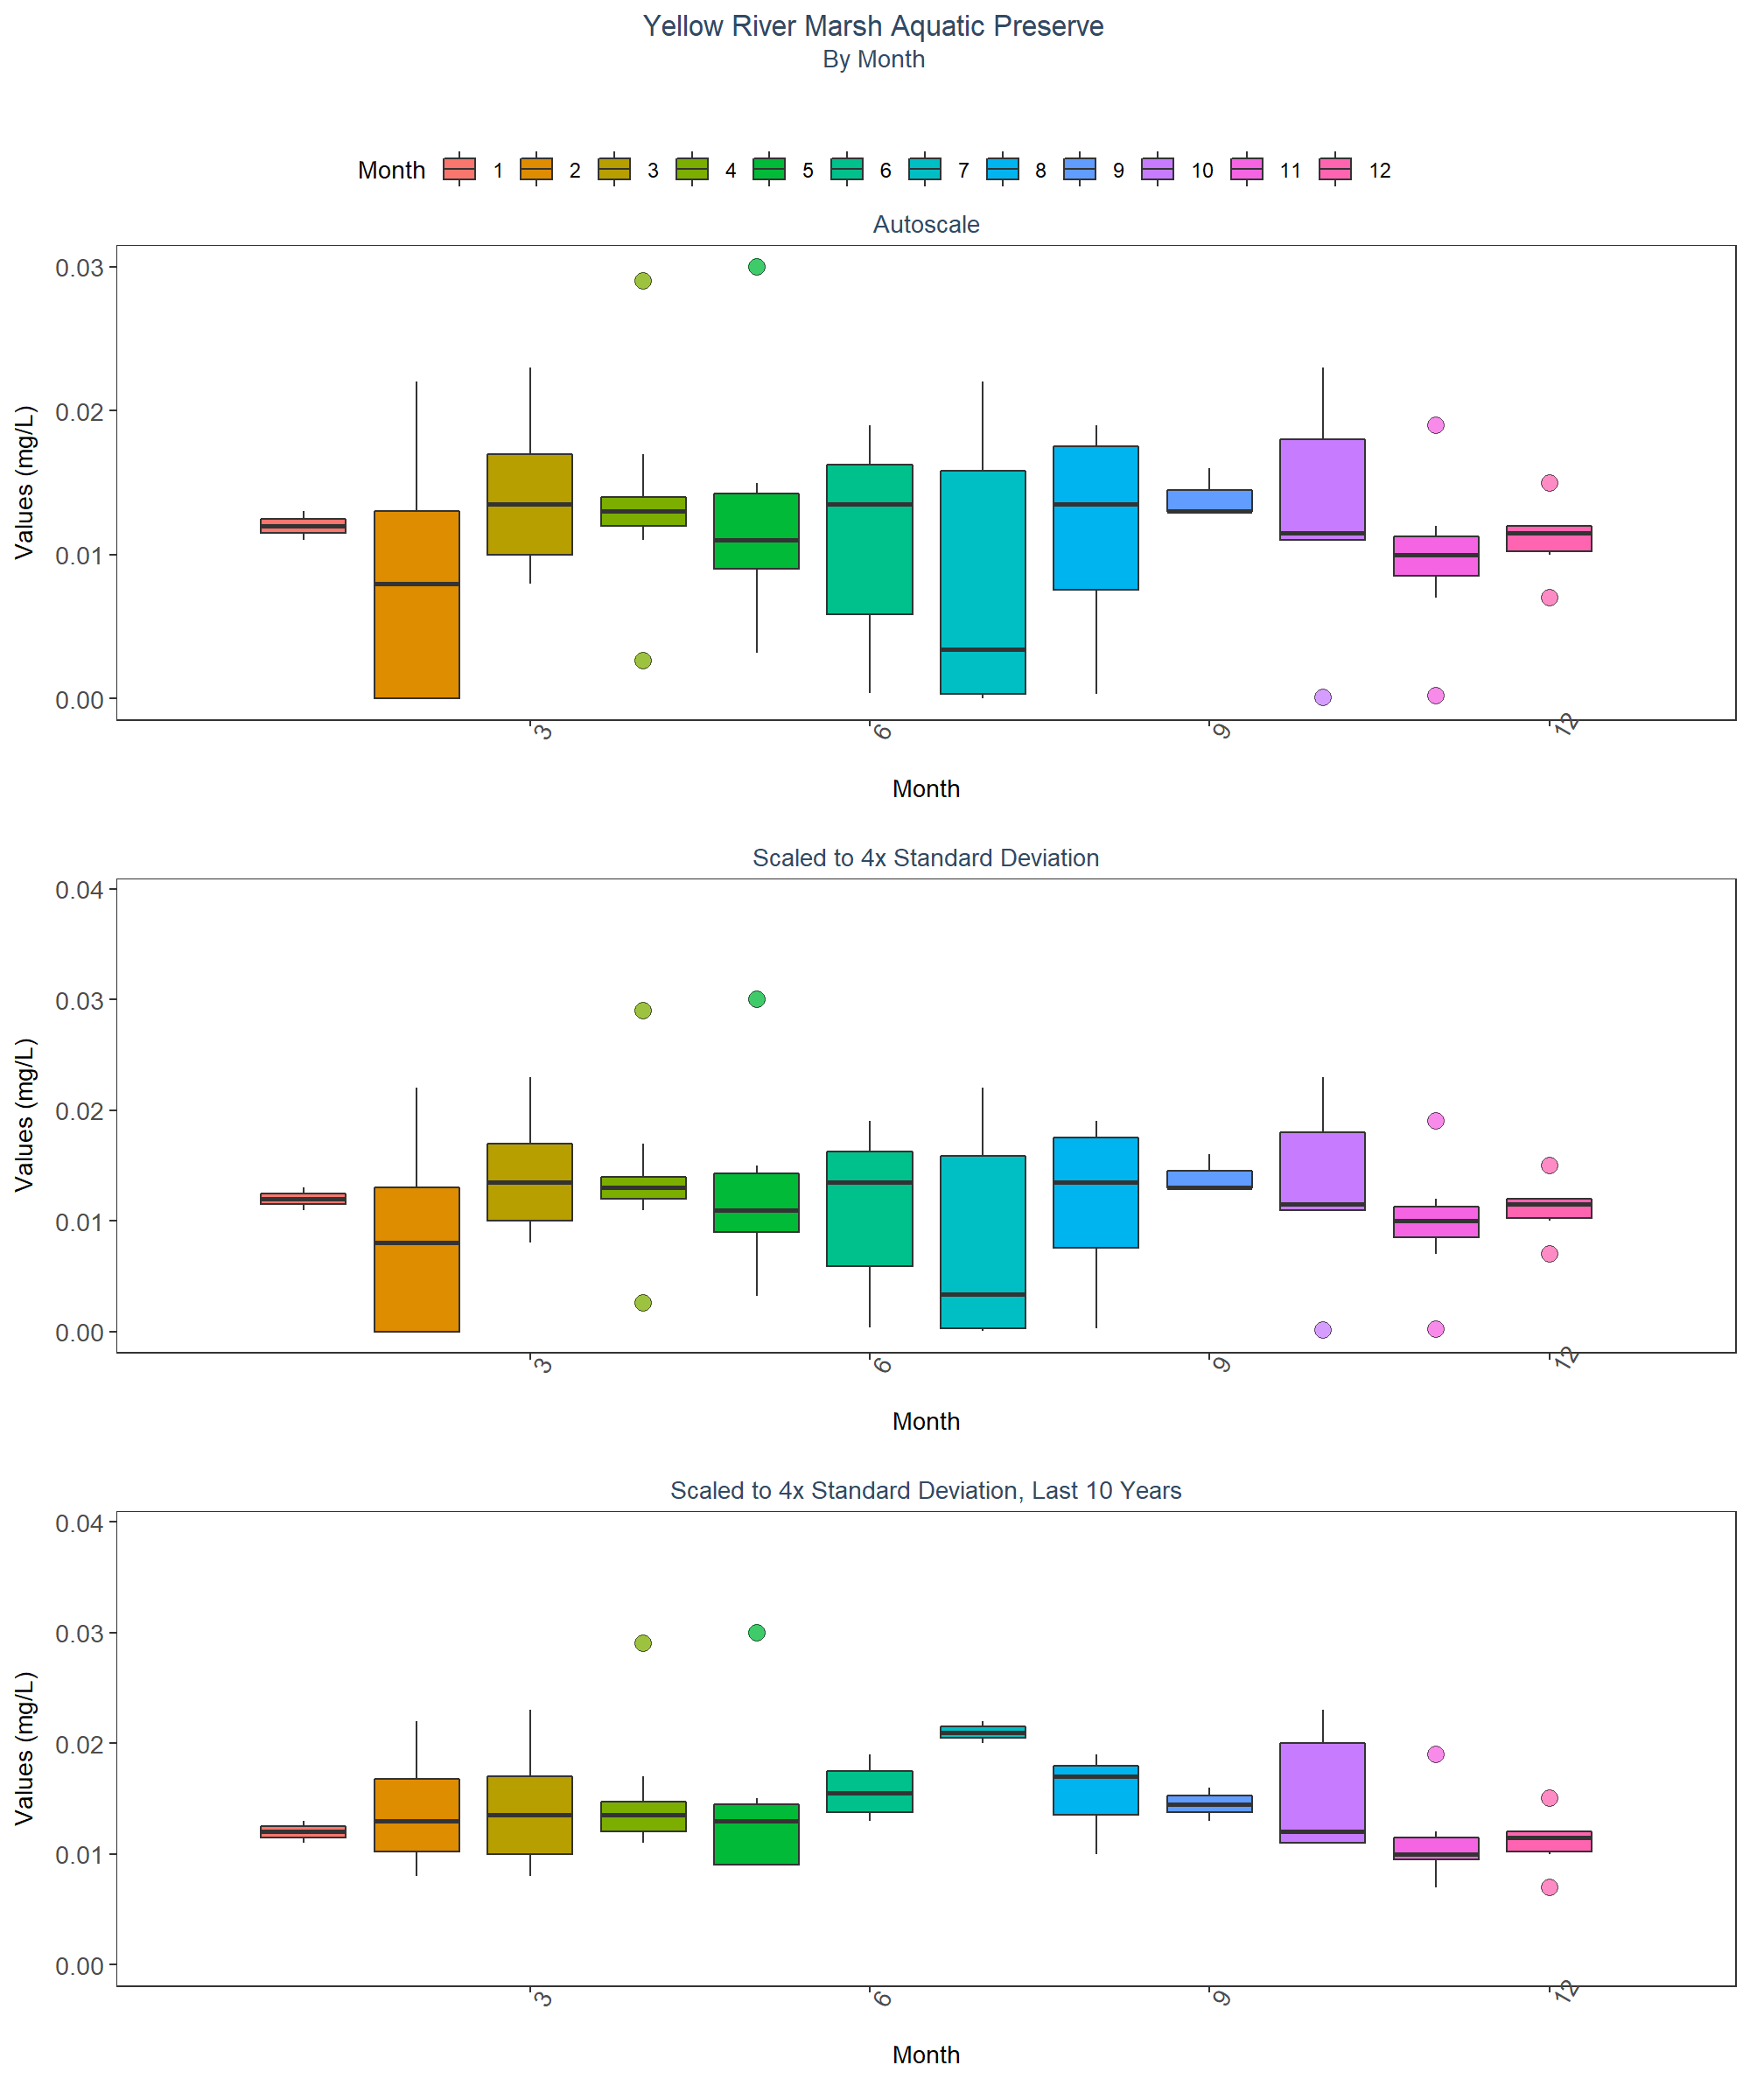 Yellow River Marsh Aquatic Preserve
By Month
Month 1 2 3 4 5 6 7 8 9 10 11 12
Autoscale
0.03
0.02
0.01
0.00
Values (mg/L)
3 6 9 12
Month
Scaled to 4x Standard Deviation
0.04
0.03
0.02
0.01
0.00
Values (mg/L)
3 6 9 12
Month
Scaled to 4x Standard Deviation, Last 10 Years
0.04
0.03
0.02
0.01
0.00
Values (mg/L)
3 6 9 12
Month